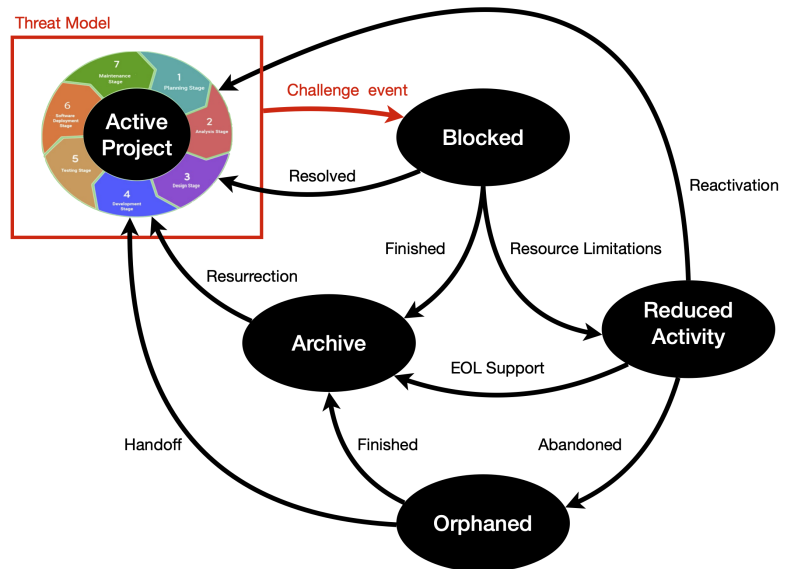 Threat Model
7
Maintenance
Stage
1
Planning Stage
6
Software
Deployment
Stage
Active
Project
2
Analysis Stage
5
Testing Stage
3
Design Stage
4
Development
Stage
Challenge event
Blocked
Resolved
Reactivation
Finished
Resource Limitations
Resurrection
Archive
Reduced
Activity
EOL Support
Handoff
Finished
Abandoned
Orphaned